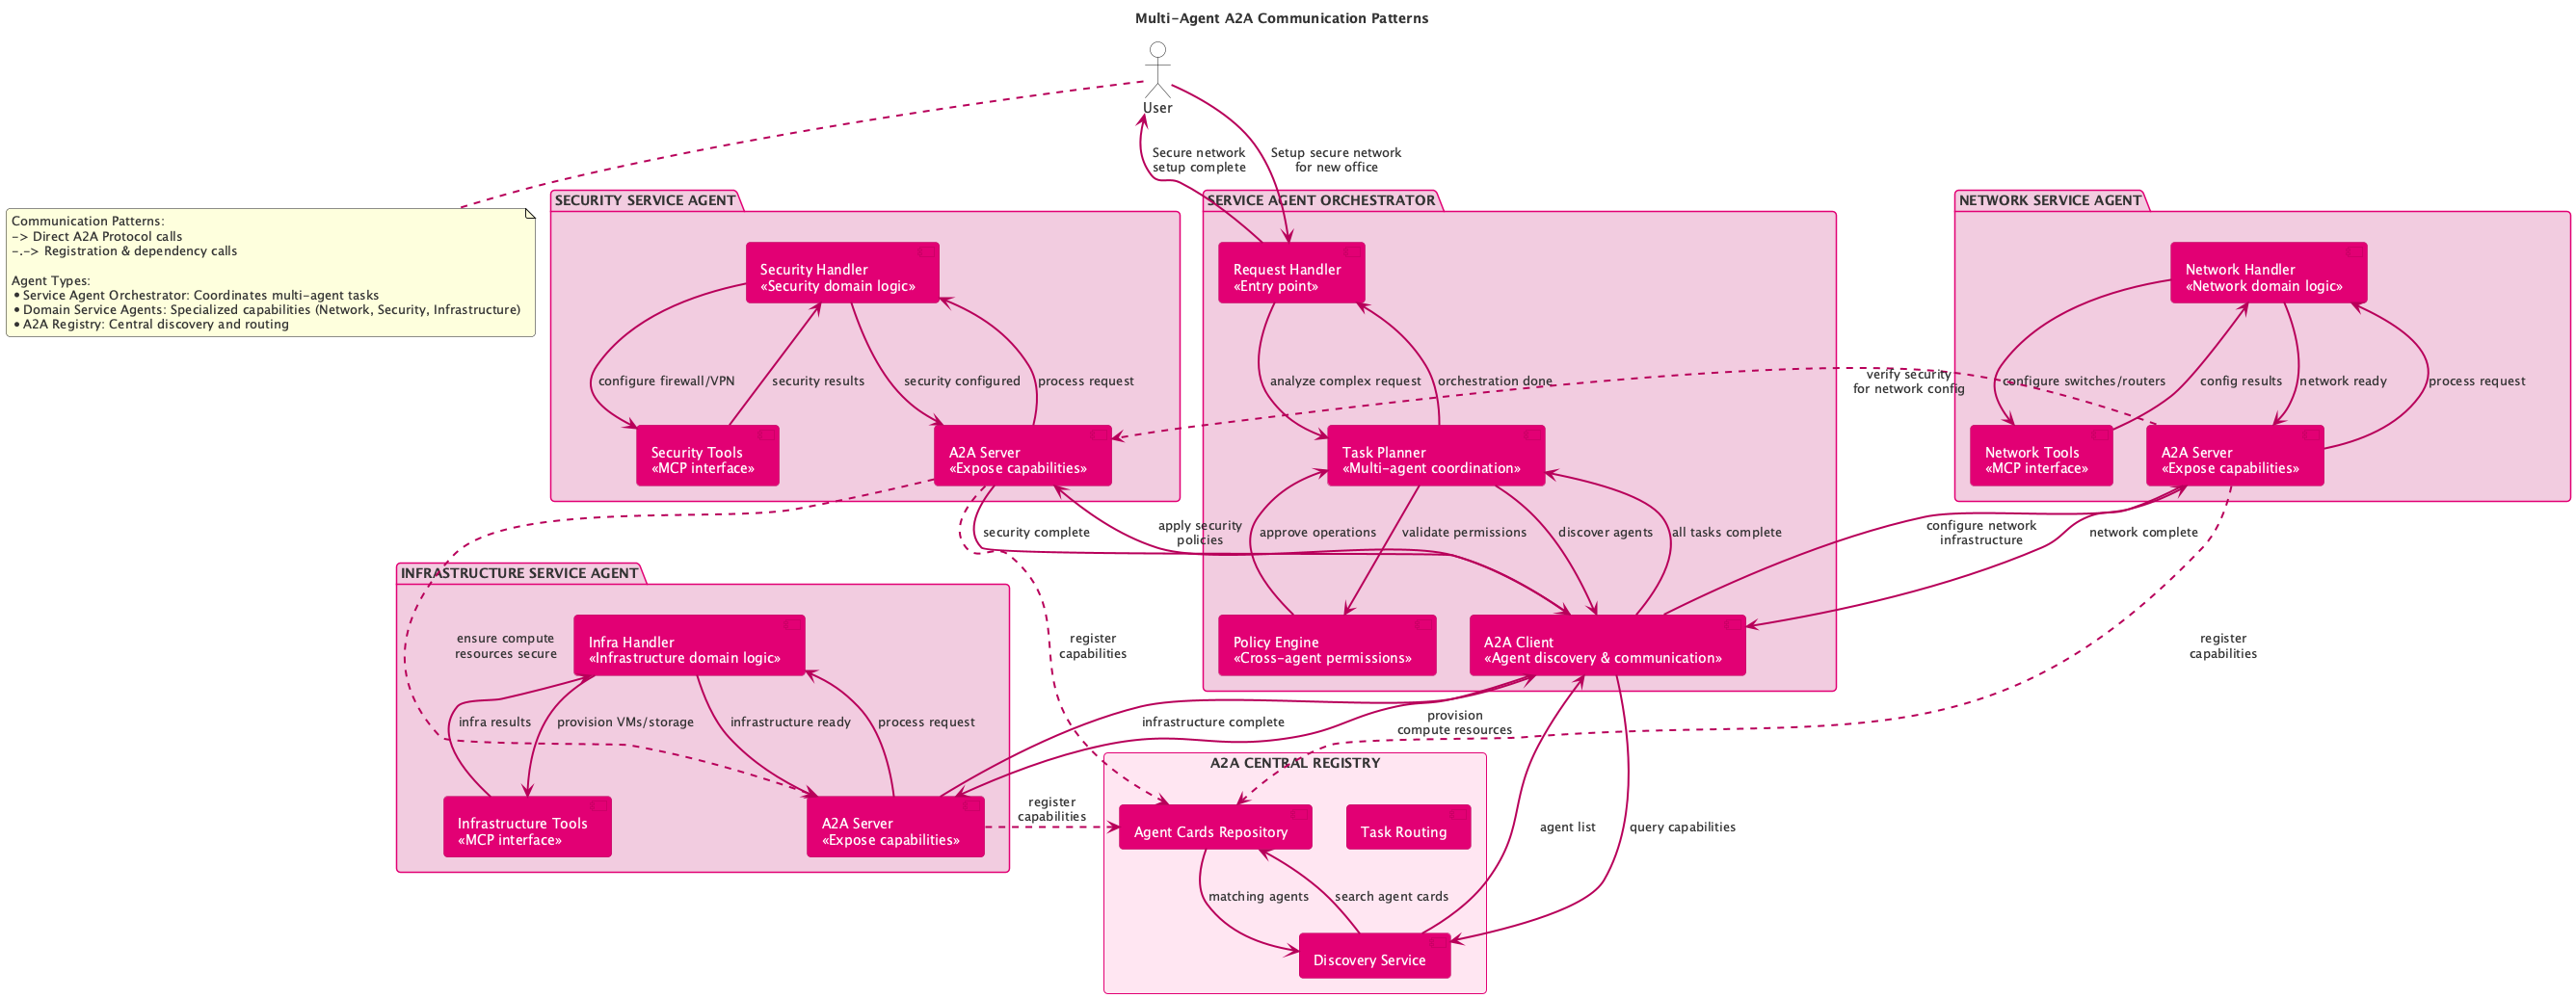 Multi-Agent A2A Communication Patterns
User
Secure network
setup complete
Setup secure network
for new office
Communication Patterns:
-> Direct A2A Protocol calls
-.-> Registration & dependency calls
Agent Types:
• Service Agent Orchestrator: Coordinates multi-agent tasks
• Domain Service Agents: Specialized capabilities (Network, Security, Infrastructure)
• A2A Registry: Central discovery and routing
SECURITY SERVICE AGENT
Security Handler
«Security domain logic»
configure firewall/VPN
security results
security configured
process request
Security Tools
«MCP interface»
A2A Server
«Expose capabilities»
SERVICE AGENT ORCHESTRATOR
Request Handler
«Entry point»
analyze complex request
orchestration done
Task Planner
«Multi-agent coordination»
approve operations
validate permissions
discover agents
all tasks complete
Policy Engine
«Cross-agent permissions»
A2A Client
«Agent discovery & communication»
NETWORK SERVICE AGENT
Network Handler
«Network domain logic»
verify security
for network config
configure switches/routers
config results
network ready
process request
Network Tools
«MCP interface»
A2A Server
«Expose capabilities»
security complete
apply security
policies
configure network
infrastructure
network complete
INFRASTRUCTURE SERVICE AGENT
ensure compute
resources secure
Infra Handler
«Infrastructure domain logic»
infra results
provision VMs/storage
infrastructure ready
process request
Infrastructure Tools
«MCP interface»
A2A Server
«Expose capabilities»
register
capabilities
register
capabilities
infrastructure complete
provision
compute resources
register
capabilities
A2A CENTRAL REGISTRY
Agent Cards Repository
Task Routing
agent list
query capabilities
matching agents
search agent cards
Discovery Service